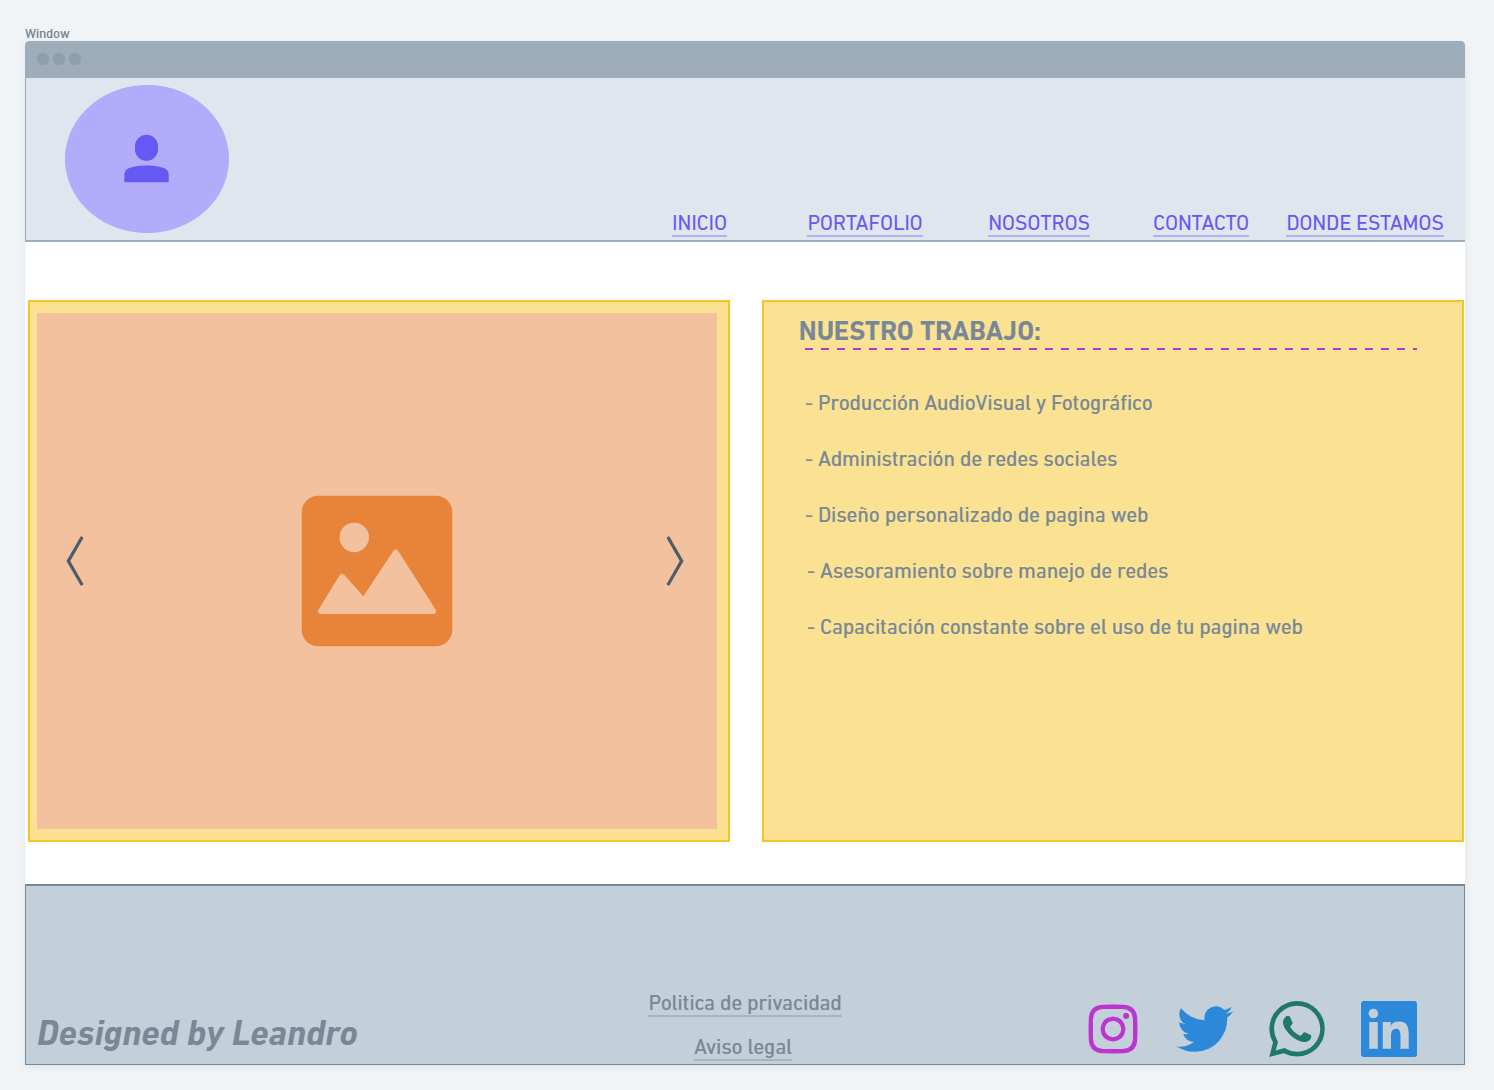 Window
INICIO PORTAFOLIO NOSOTROS CONTACTO DONDE ESTAMOS
NUESTRO TRABAJO:
- Producción AudioVisual y Fotográfico
- Administración de redes sociales
- Diseño personalizado de pagina web
- Asesoramiento sobre manejo de redes
- Capacitación constante sobre el uso de tu pagina web
Designed by Leandro
Politica de privacidad
Aviso legal
in